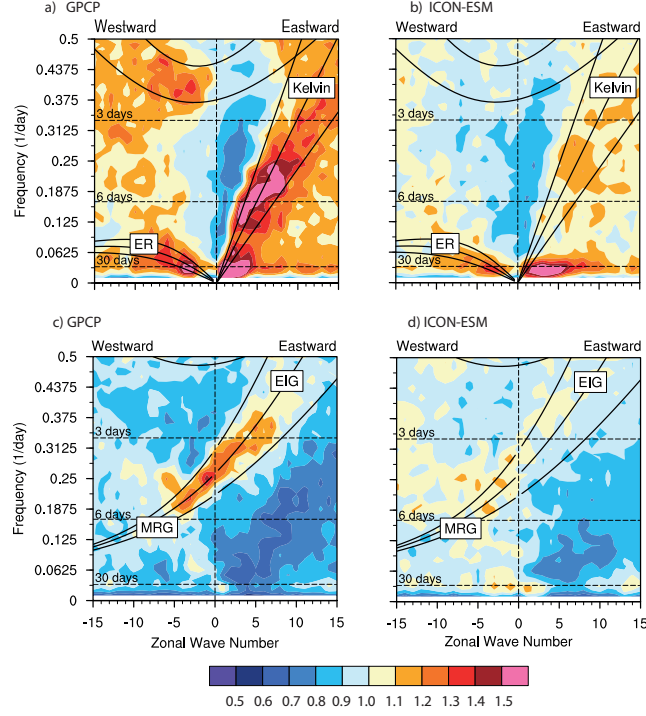 a) GPCP
Westward
Eastward
0.5
0.4375
0.375
0.3125
0.25
0.1875
0.125
0.0625
0
Frequency (1/day)
3 days
6 days
30 days
Kelvin
ER
b) ICON-ESM
Westward
Eastward
3 days
6 days
30 days
Kelvin
ER
c) GPCP
Westward
Eastward
0.5
0.4375
0.375
0.3125
0.25
0.1875
0.125
0.0625
0
Frequency (1/day)
3 days
6 days
30 days
EIG
MRG
-15 -10 -5 0 5 10 15
Zonal Wave Number
d) ICON-ESM
Westward
Eastward
3 days
6 days
30 days
EIG
MRG
-15 -10 -5 0 5 10 15
Zonal Wave Number
0.5 0.6 0.7 0.8 0.9 1.0 1.1 1.2 1.3 1.4 1.5